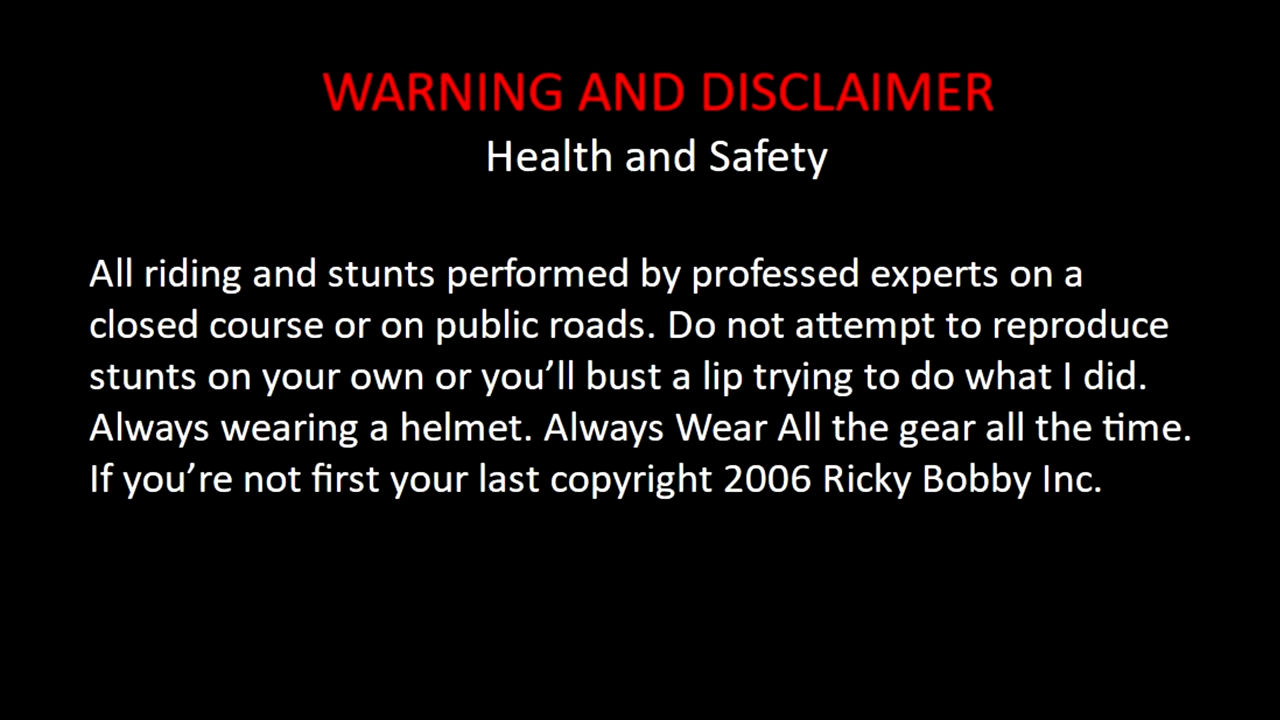 WARNING AND DISCLAIMER
Health and Safety
All riding and stunts performed by professed experts on a
closed course or on public roads. Do not attempt to reproduce
stunts on your own or you’ll bust a lip trying to do what I did.
Always wearing a helmet. Always Wear All the gear all the time.
If you’re not first your last copyright 2006 Ricky Bobby Inc.